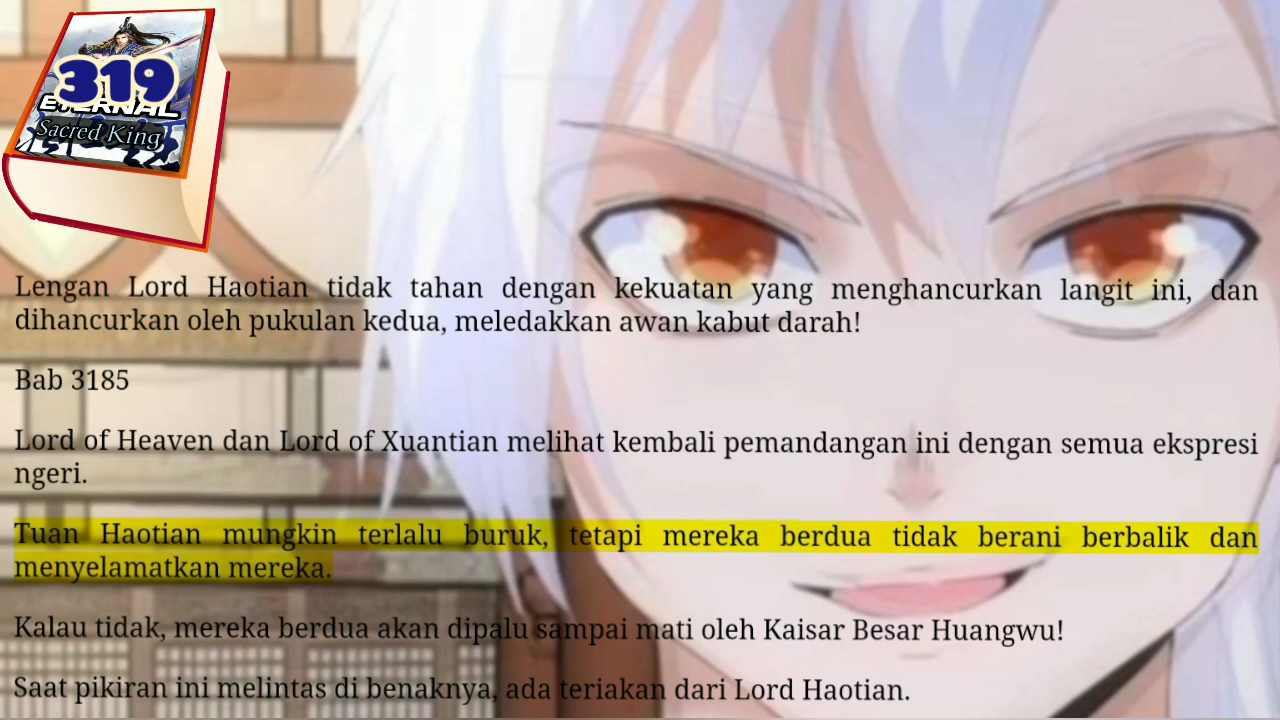 319
ETERNAL
Sacred King
Lengan Lord Haotian tidak tahan dengan kekuatan yang menghancurkan langit ini, dan
dihancurkan oleh pukulan kedua, meledakkan awan kabut darah!
Bab 3185
Lord of Heaven dan Lord of Xuantian melihat kembali pemandangan ini dengan semua ekspresi
ngeri.
Tuan Haotian mungkin terlalu buruk, tetapi mereka berdua tidak berani berbalik dan
menyelamatkan mereka.
Kalau tidak, mereka berdua akan dipalu sampai mati oleh Kaisar Besar Huangwu!
Saat pikiran ini melintas di benaknya, ada teriakan dari Lord Haotian.